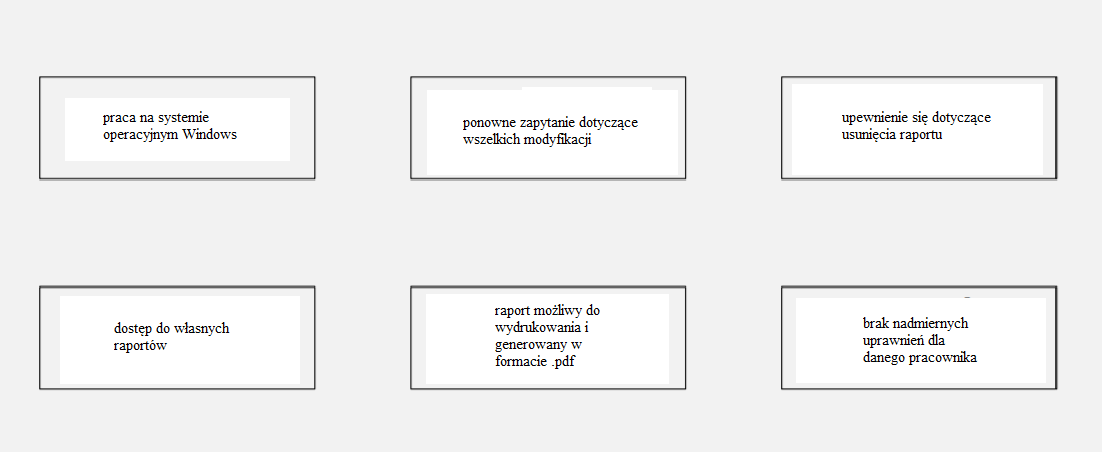 praca na systemie
operacyjnym Windows
ponowne zapytanie dotyczące
wszelkich modyfikacji
upewnienie się dotyczące
usunięcia raportu
dostęp do własnych
raportów
raport możliwy do
wydrukowania i
generowany w
formacie .pdf
brak nadmiernych
uprawnień dla
danego pracownika